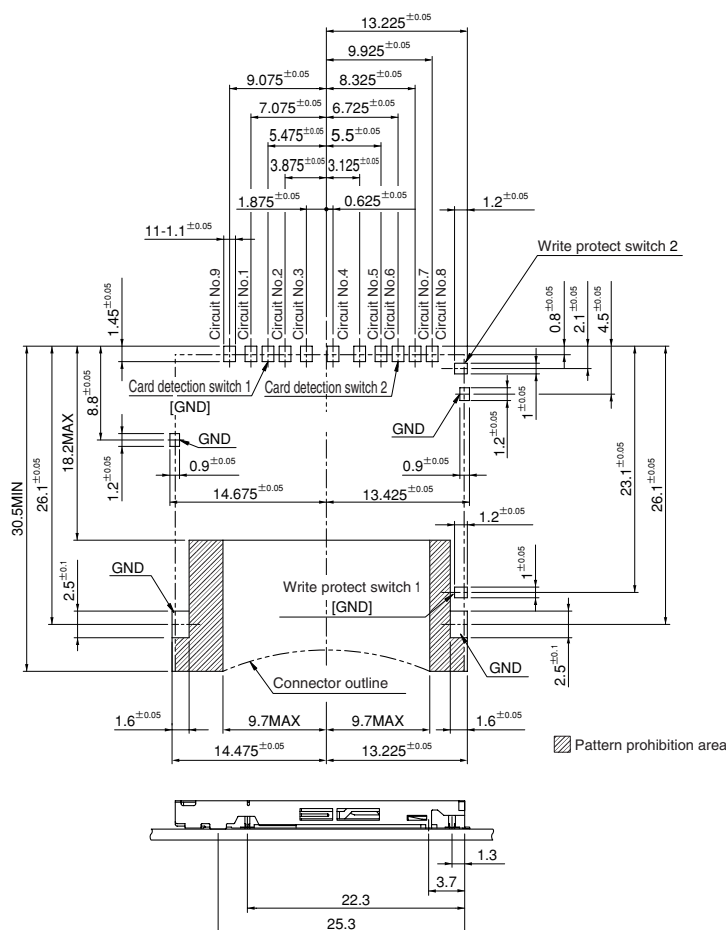 13.225±0.05
9.925±0.05
9.075±0.05 8.325±0.05
7.075±0.05 6.725±0.05
5.475±0.05 5.5±0.05
3.875±0.05 3.125±0.05
1.875±0.05 0.625±0.05
1.2±0.05
11-1.1±0.05
Write protect switch 2
Circuit No.9
Circuit No.1
Circuit No.2
Circuit No.3
Circuit No.4
Circuit No.5
Circuit No.6
Circuit No.7
Circuit No.8
1.45±0.05
0.8±0.05
2.1±0.05
4.5±0.05
Card detection switch 1
[GND]
Card detection switch 2
1±0.05
8.8±0.05
GND
GND
1.2±0.05
1.2±0.05
0.9±0.05
0.9±0.05
18.2MAX
26.1±0.05
30.5MIN
23.1±0.05
26.1±0.05
14.675±0.05 13.425±0.05
1.2±0.05
GND
Write protect switch 1
[GND]
1±0.05
2.5±0.1
GND
2.5±0.1
Connector outline
1.6±0.05
9.7MAX 9.7MAX
1.6±0.05
14.475±0.05 13.225±0.05
Pattern prohibition area
1.3
3.7
22.3
25.3